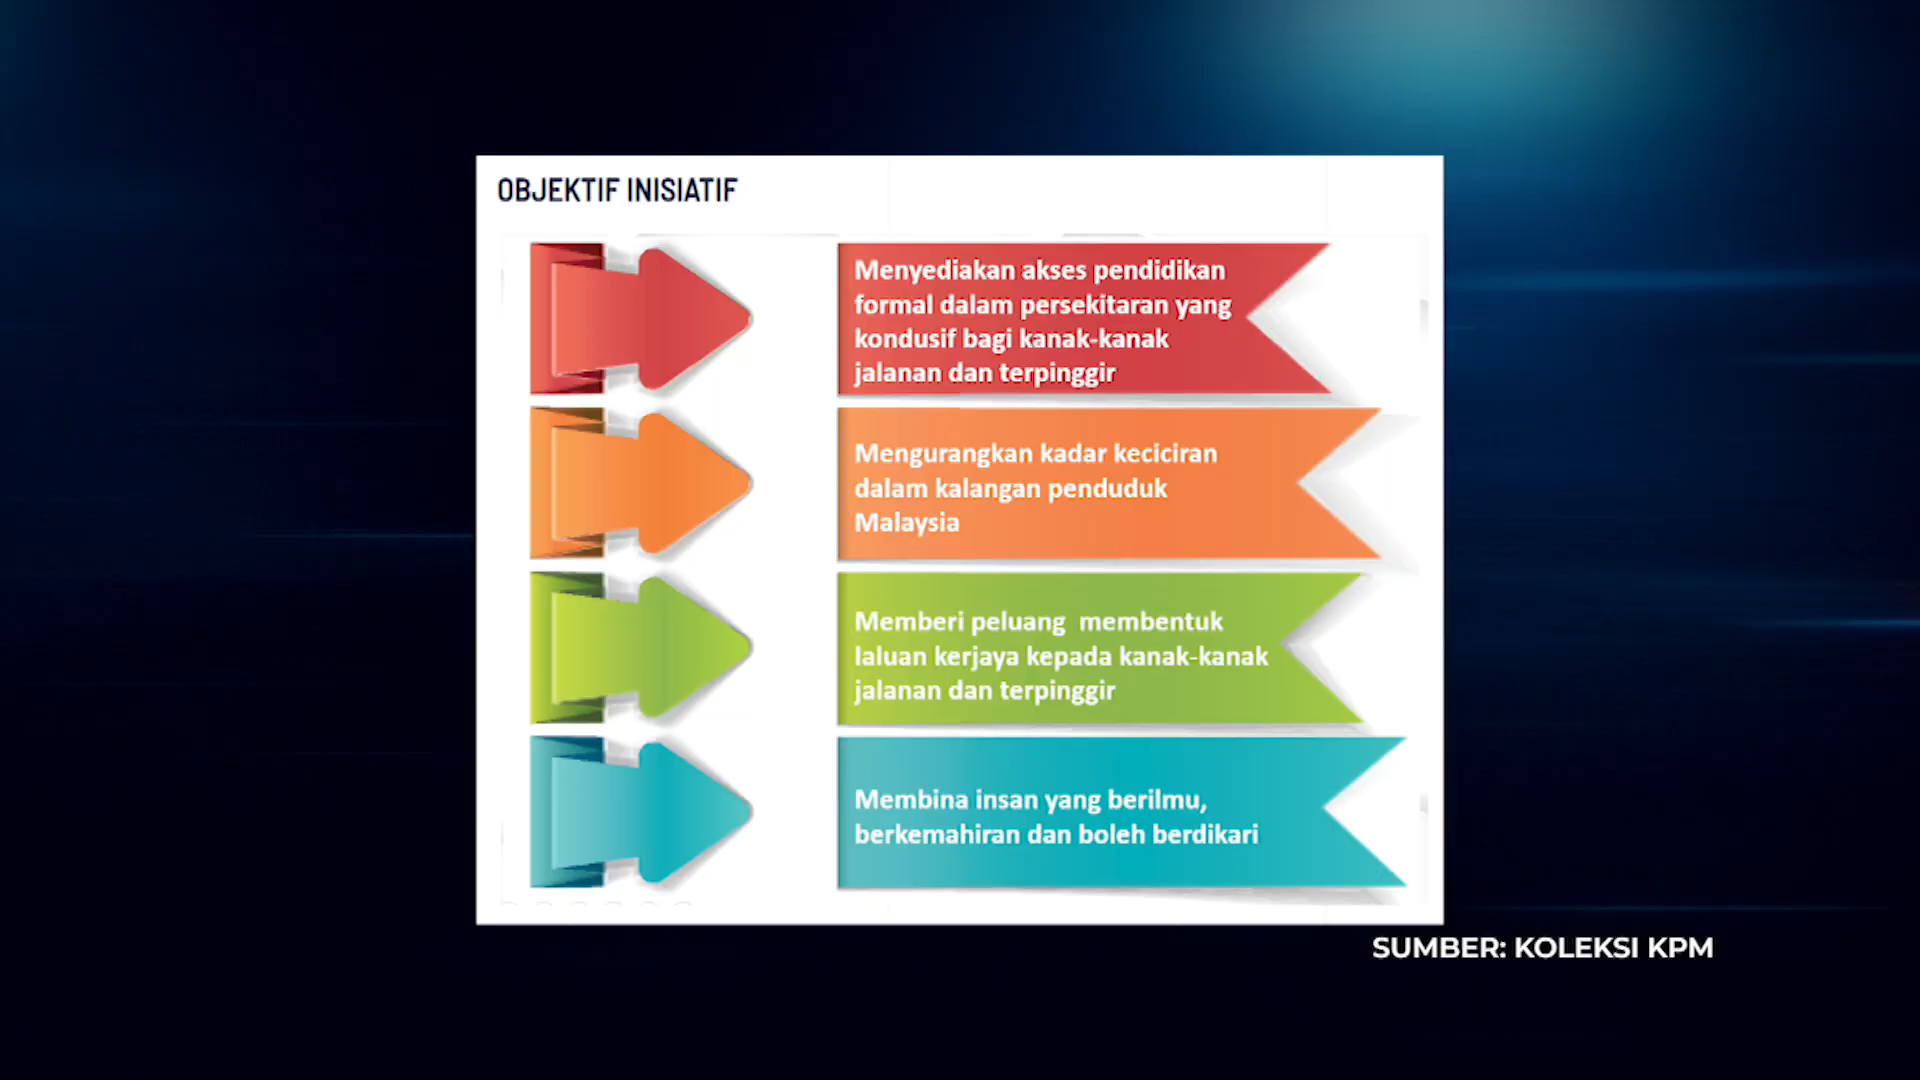 OBJEKTIF INISIATIF
Menyediakan akses pendidikan
formal dalam persekitaran yang
kondusif bagi kanak-kanak
jalanan dan terpinggir
Mengurangkan kadar keciciran
dalam kalangan penduduk
Malaysia
Memberi peluang membentuk
laluan kerjaya kepada kanak-kanak
jalanan dan terpinggir
Membina insan yang berilmu,
berkemahiran dan boleh berdikari
SUMBER: KOLEKSI KPM